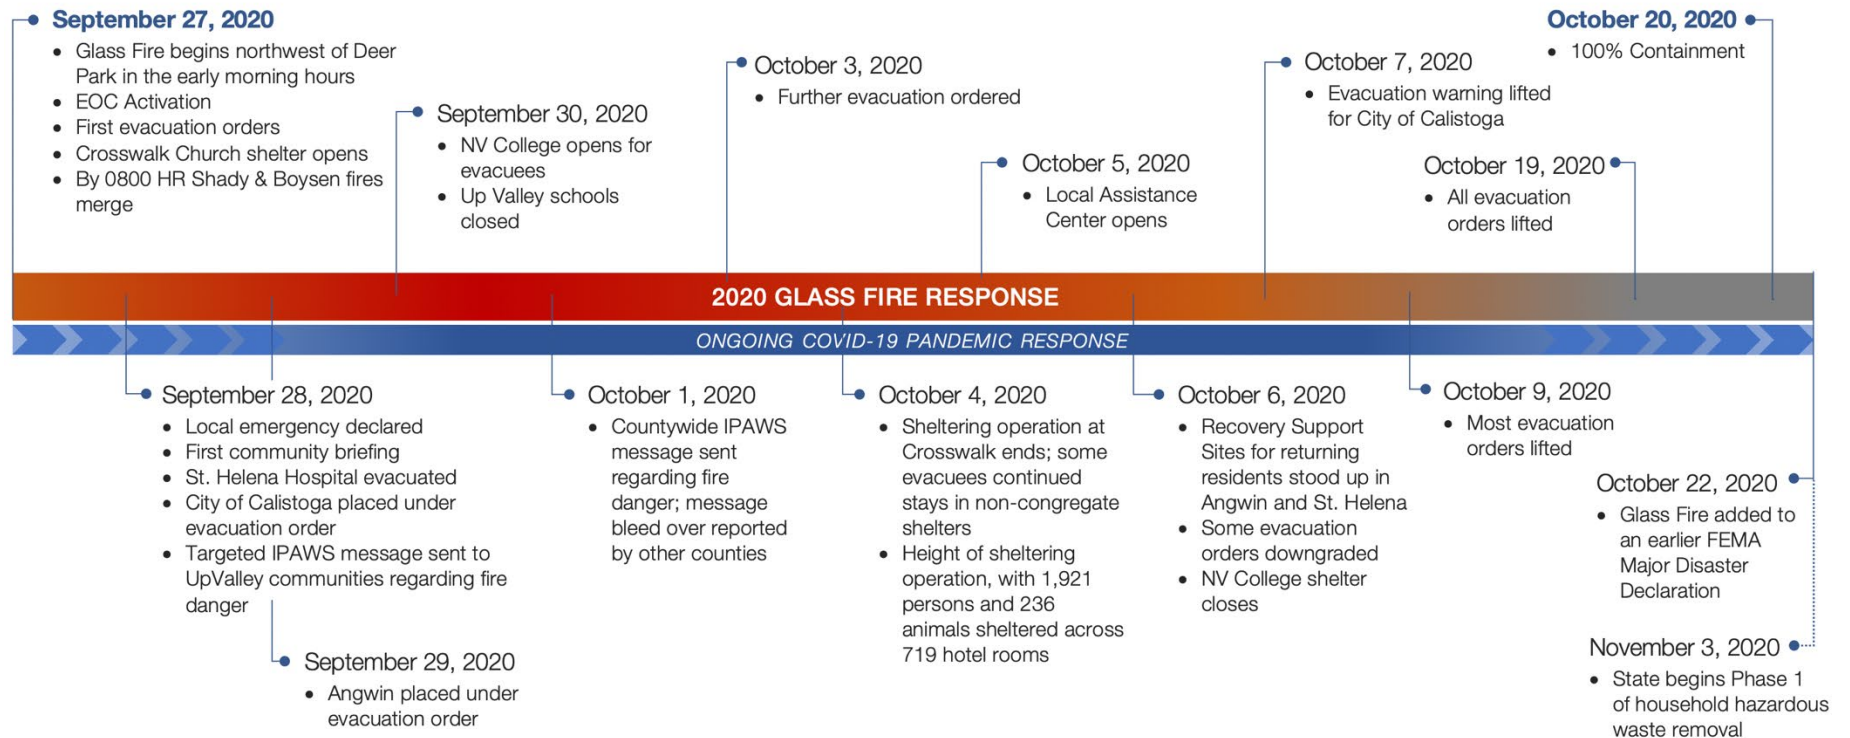 September 27, 2020
• Glass Fire begins northwest of Deer
Park in the early morning hours
• EOC Activation
• First evacuation orders
• Crosswalk Church shelter opens
• By 0800 HR Shady & Boysen fires
merge
September 30, 2020
• NV College opens for
evacuees
• Up Valley schools
closed
October 3, 2020
• Further evacuation ordered
October 5, 2020
• Local Assistance
Center opens
October 7, 2020
• Evacuation warning lifted
for City of Calistoga
October 19, 2020
• All evacuation
orders lifted
October 20, 2020
• 100% Containment
2020 GLASS FIRE RESPONSE
ONGOING COVID-19 PANDEMIC RESPONSE
September 28, 2020
• Local emergency declared
• First community briefing
• St. Helena Hospital evacuated
• City of Calistoga placed under
evacuation order
• Targeted IPAWS message sent to
UpValley communities regarding fire
danger
September 29, 2020
• Angwin placed under
evacuation order
October 1, 2020
• Countywide IPAWS
message sent
regarding fire
danger; message
bleed over reported
by other counties
October 4, 2020
• Sheltering operation at
Crosswalk ends; some
evacuees continued
stays in non-congregate
shelters
• Height of sheltering
operation, with 1,921
persons and 236
animals sheltered across
719 hotel rooms
October 6, 2020
• Recovery Support
Sites for returning
residents stood up in
Angwin and St. Helena
• Some evacuation
orders downgraded
• NV College shelter
closes
October 9, 2020
• Most evacuation
orders lifted
October 22, 2020
• Glass Fire added to
an earlier FEMA
Major Disaster
Declaration
November 3, 2020
• State begins Phase 1
of household hazardous
waste removal